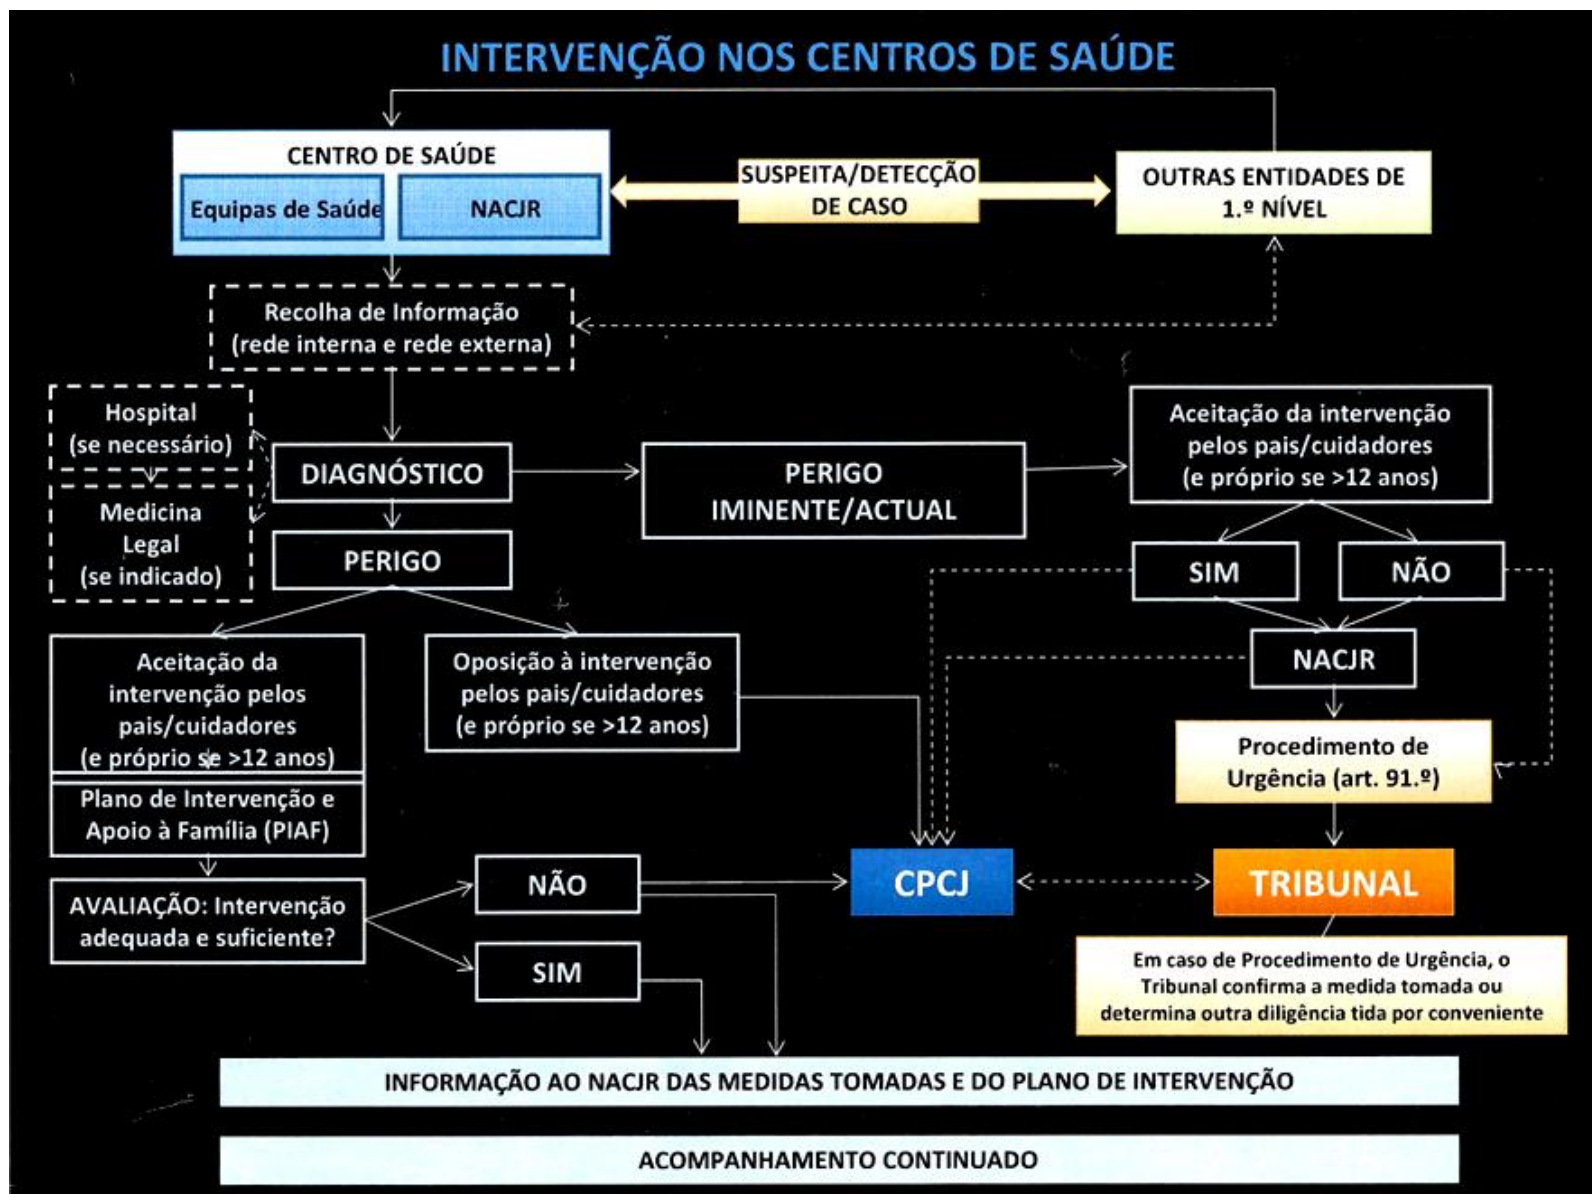 INTERVENÇÃO NOS CENTROS DE SAÚDE
CENTRO DE SAÚDE
Equipas de Saúde
NACJR
SUSPEITA/DETECÇÃO
DE CASO
OUTRAS ENTIDADES DE
1.º NÍVEL
Recolha de Informação
(rede interna e rede externa)
Hospital
(se necessário)
Medicina
Legal
(se indicado)
DIAGNÓSTICO
PERIGO
IMINENTE/ACTUAL
Aceitação da intervenção
pelos pais/cuidadores
(e próprio se >12 anos)
PERIGO
SIM
NÃO
NACJR
Aceitação da
intervenção pelos
pais/cuidadores
(e próprio se >12 anos)
Oposição à intervenção
pelos pais/cuidadores
(e próprio se >12 anos)
Procedimento de
Urgência (art. 91.º)
Plano de Intervenção e
Apoio à Família (PIAF)
AVALIAÇÃO: Intervenção
adequada e suficiente?
NÃO
SIM
CPCJ
TRIBUNAL
Em caso de Procedimento de Urgência, o
Tribunal confirma a medida tomada ou
determina outra diligência tida por conveniente
INFORMAÇÃO AO NACJR DAS MEDIDAS TOMADAS E DO PLANO DE INTERVENÇÃO
ACOMPANHAMENTO CONTINUADO